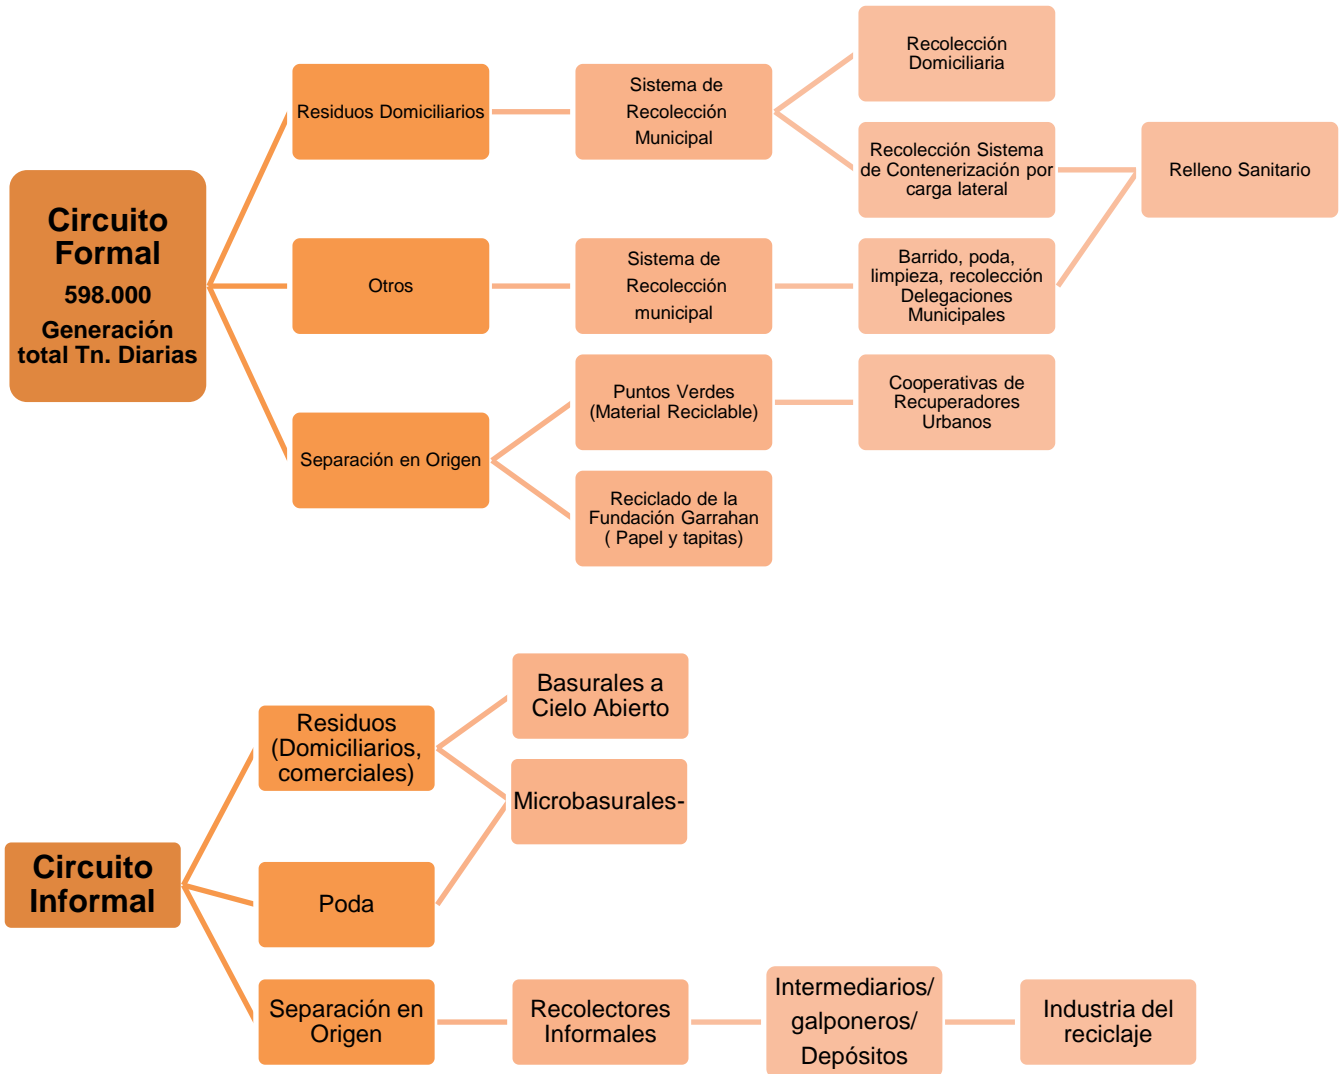 Circuito
Formal
598.000
Generación
total Tn. Diarias
Residuos Domiciliarios
Sistema de
Recolección
Municipal
Recolección
Domiciliaria
Recolección Sistema
de Contenerización por
carga lateral
Relleno Sanitario
Otros
Sistema de
Recolección
municipal
Barrido, poda,
limpieza, recolección
Delegaciones
Municipales
Separación en Origen
Puntos Verdes
(Material Reciclable)
Cooperativas de
Recuperadores
Urbanos
Reciclado de la
Fundación Garrahan
( Papel y tapitas)
Circuito
Informal
Residuos
(Domiciliarios,
comerciales)
Basurales a
Cielo Abierto
Microbasurales-
Poda
Separación en
Origen
Recolectores
Informales
Intermediarios/
galponeros/
Depósitos
Industria del
reciclaje